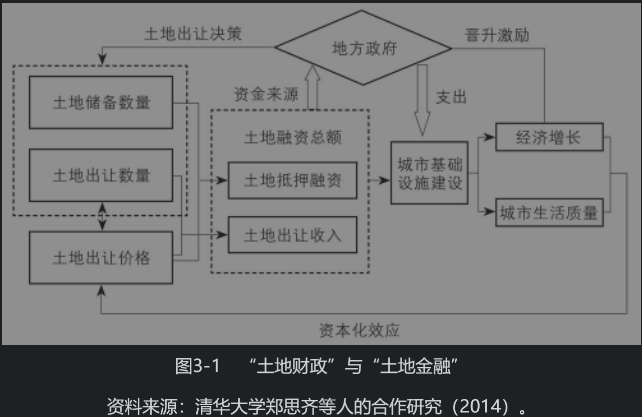 土地出让决策
地方政府
晋升激励
资金来源
支出
土地储备数量
土地出让数量
土地出让价格
土地融资总额
土地抵押融资
土地出让收入
城市基础
设施建设
经济增长
城市生活质量
资本化效应
图3-1 “土地财政”与“土地金融”
资料来源：清华大学郑思齐等人的合作研究（2014）。